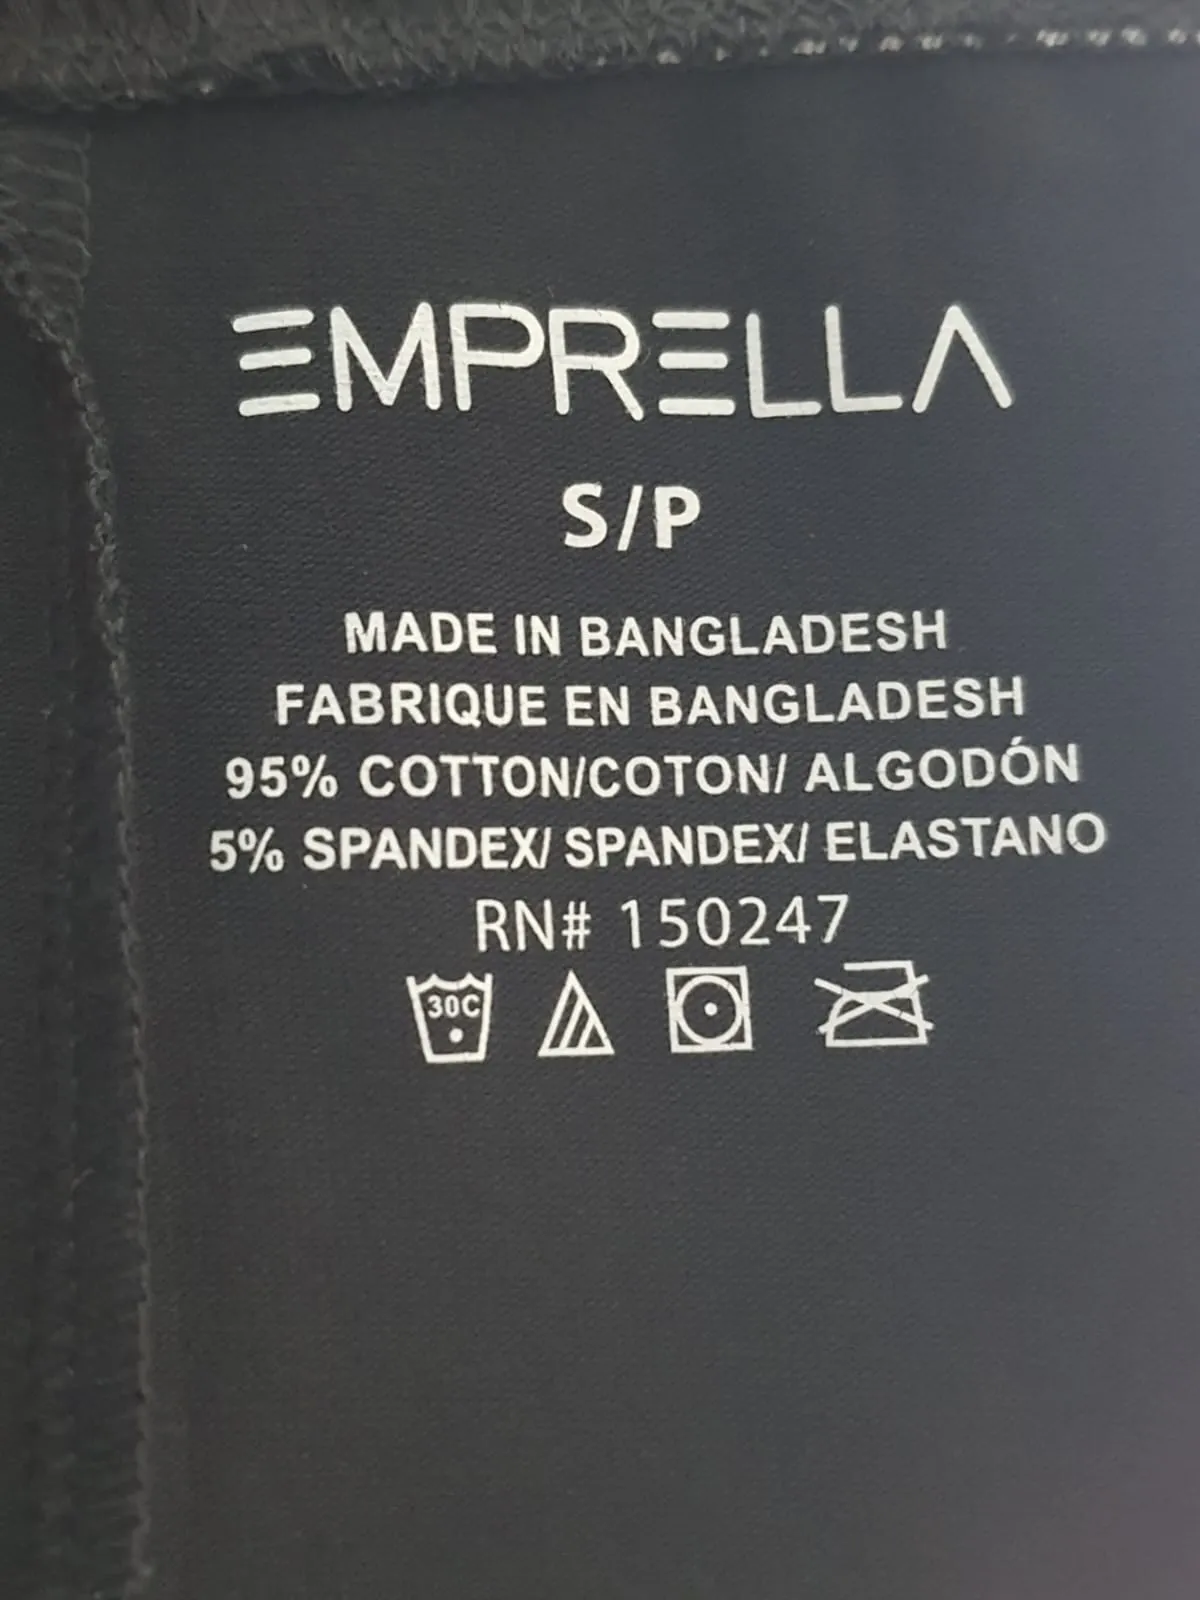 EMPRELLA
S/P
MADE IN BANGLADESH
FABRIQUE EN BANGLADESH
95% COTTON/COTON/ ALGODÓN
5% SPANDEX/ SPANDEX/ ELASTANO
RN# 150247
30C